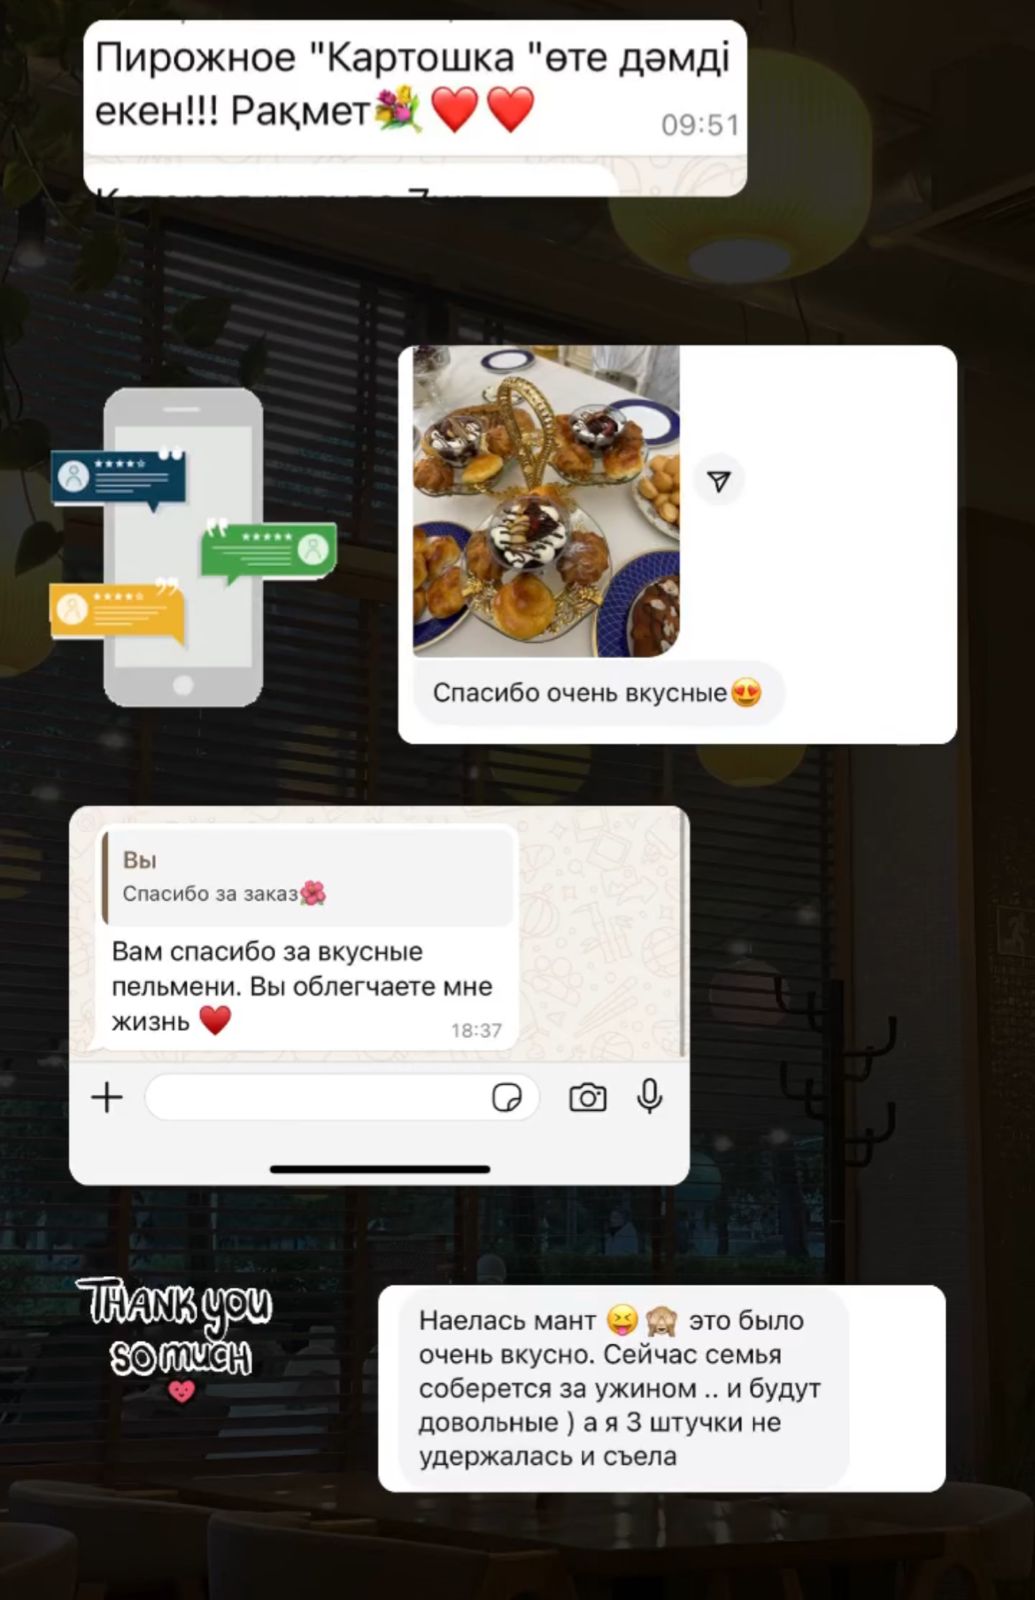 Пирожное "Картошка "өте дәмді
екен!!! Рақмет💐❤️❤️
09:51
Спасибо очень вкусные😍
Вы
Спасибо за заказ🌺
Вам спасибо за вкусные
пельмени. Вы облегчаете мне
жизнь ❤️
18:37
THANK YOU
SO MUCH
Наелась мант 😝🙈 это было
очень вкусно. Сейчас семья
соберется за ужином .. и будут
довольные ) а я 3 штучки не
удержалась и съела